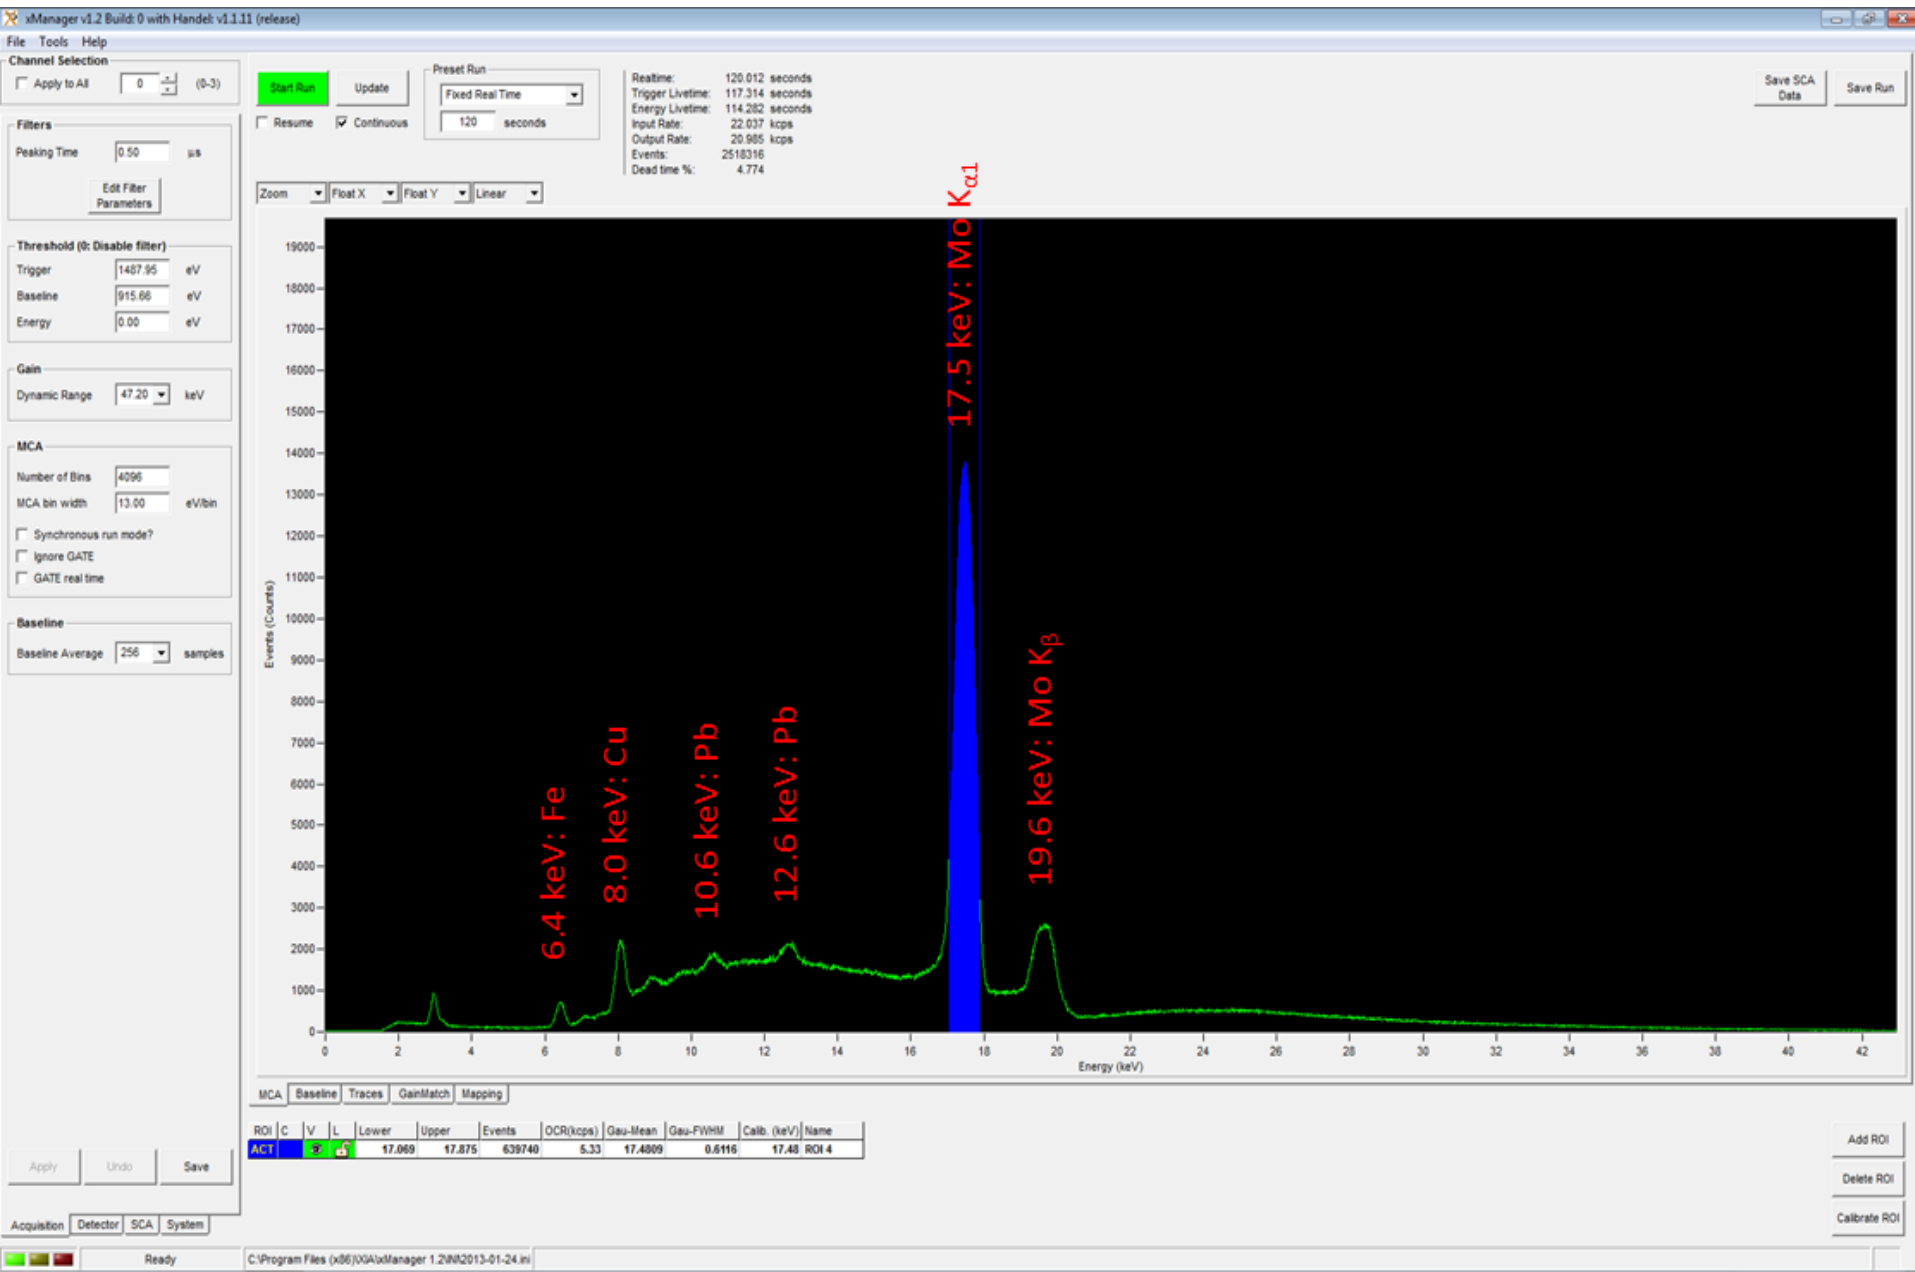 xManager v1.2 Build: 0 with Handel: v1.1.11 (release)
File Tools Help
Channel Selection
Apply to All 0 (0-3)
Filters
Peaking Time 0.50 µs
Edit Filter
Parameters
Threshold (0: Disable filter)
Trigger 1487.95 eV
Baseline 915.66 eV
Energy 0.00 eV
Gain
Dynamic Range 47.20 keV
MCA
Number of Bins 4096
MCA bin width 13.00 eV/bin
Synchronous run mode?
Ignore GATE
GATE real time
Baseline
Baseline Average 256 samples
Apply Undo Save
Acquisition Detector SCA System
Start Run Update
Resume Continuous
Preset Run
Fixed Real Time
120 seconds
Realtime: 120.012 seconds
Trigger Livetime: 117.314 seconds
Energy Livetime: 114.282 seconds
Input Rate: 22.037 kcps
Output Rate: 20.985 kcps
Events: 2518316
Dead time %: 4.774
Save SCA
Data
Save Run
Zoom Float X Float Y Linear
19000
18000
17000
16000
15000
14000
13000
12000
11000
10000
9000
8000
7000
6000
5000
4000
3000
2000
1000
0
Events (Counts)
6.4 keV: Fe
8.0 keV: Cu
10.6 keV: Pb
12.6 keV: Pb
17.5 keV: Mo Kα1
19.6 keV: Mo Kβ
0 2 4 6 8 10 12 14 16 18 20 22 24 26 28 30 32 34 36 38 40 42
Energy (keV)
MCA Baseline Traces GainMatch Mapping
ROI C V L Lower Upper Events OCR(kcps) Gau-Mean Gau-FWHM Calib. (keV) Name
ACT 17.069 17.875 639740 5.33 17.4809 0.6116 17.48 ROI 4
Add ROI
Delete ROI
Calibrate ROI
Ready C:\Program Files (x86)\XIA\xManager 1.2\INI\2013-01-24.ini